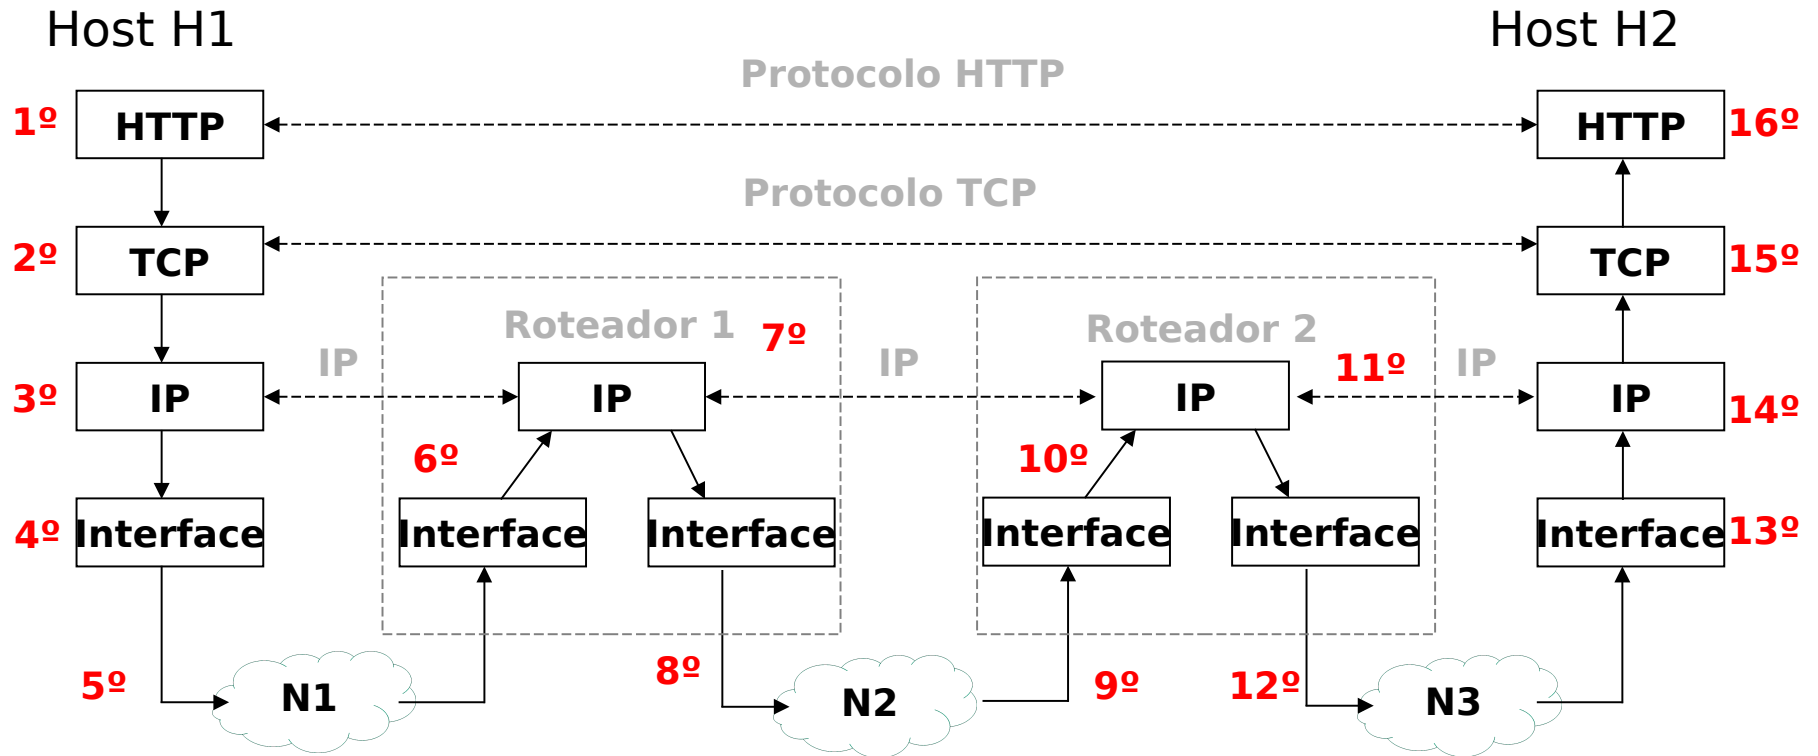 Host H1
Host H2
Protocolo HTTP
1º
HTTP
HTTP
16º
Protocolo TCP
2º
TCP
TCP
15º
Roteador 1
7º
Roteador 2
IP
IP
11º
IP
3º
IP
IP
IP
IP
14º
6º
10º
4º
Interface
Interface
Interface
Interface
Interface
Interface
13º
5º
N1
8º
N2
9º
12º
N3